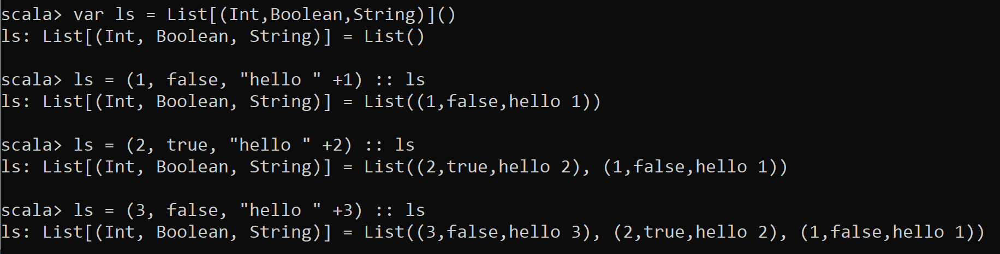 scala> var ls = List[(Int,Boolean,String)]()
ls: List[(Int, Boolean, String)] = List()
scala> ls = (1, false, "hello " +1) :: ls
ls: List[(Int, Boolean, String)] = List((1,false,hello 1))
scala> ls = (2, true, "hello " +2) :: ls
ls: List[(Int, Boolean, String)] = List((2,true,hello 2), (1,false,hello 1))
scala> ls = (3, false, "hello " +3) :: ls
ls: List[(Int, Boolean, String)] = List((3,false,hello 3), (2,true,hello 2), (1,false,hello 1))